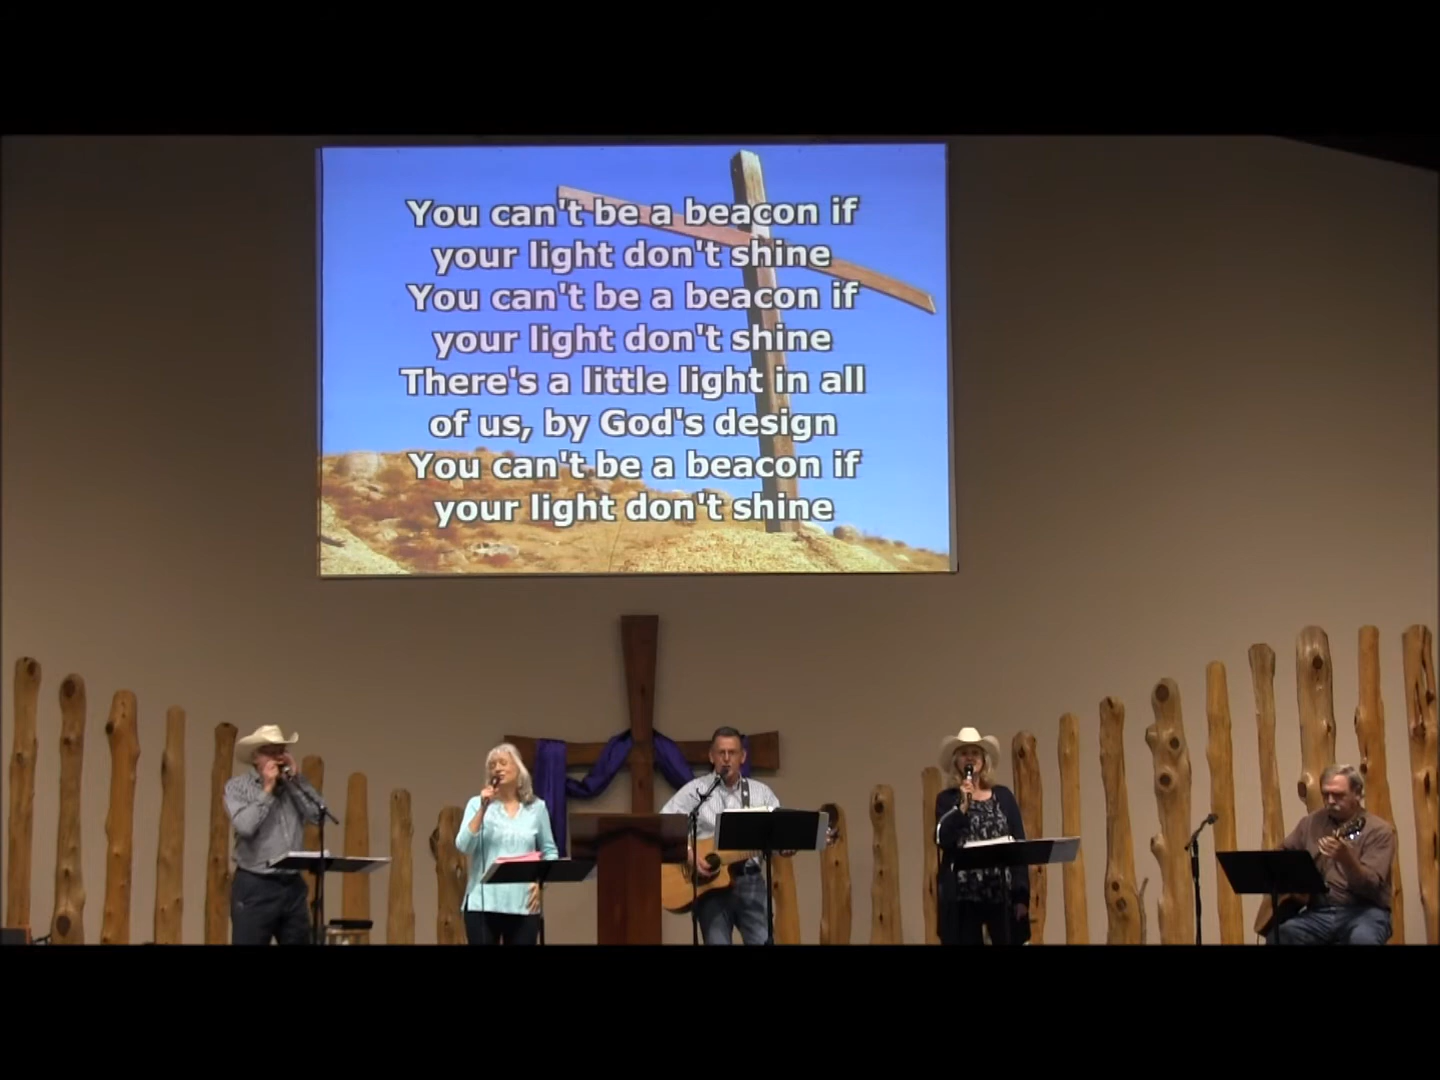 You can't be a beacon if
your light don't shine
You can't be a beacon if
your light don't shine
There's a little light in all
of us, by God's design
You can't be a beacon if
your light don't shine